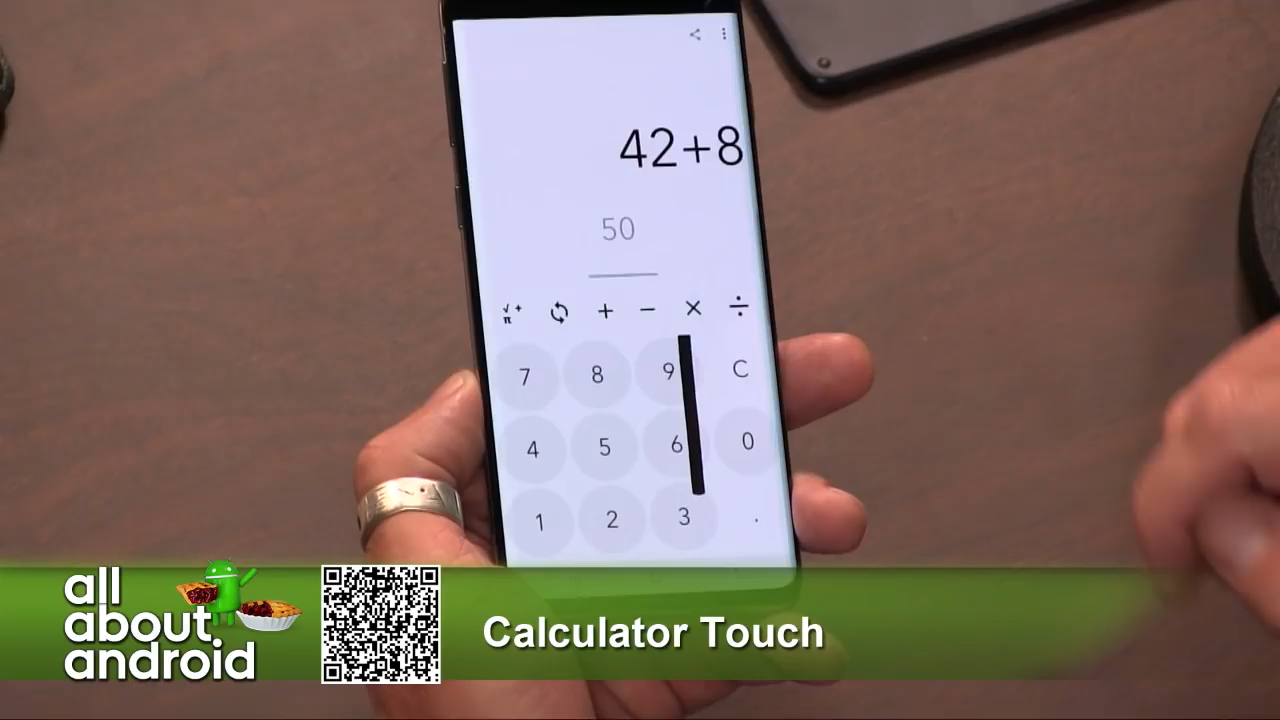 42+8
50
√+
π
+ − × ÷
7 8 9 C
4 5 6 0
1 2 3 .
all
about
android
Calculator Touch